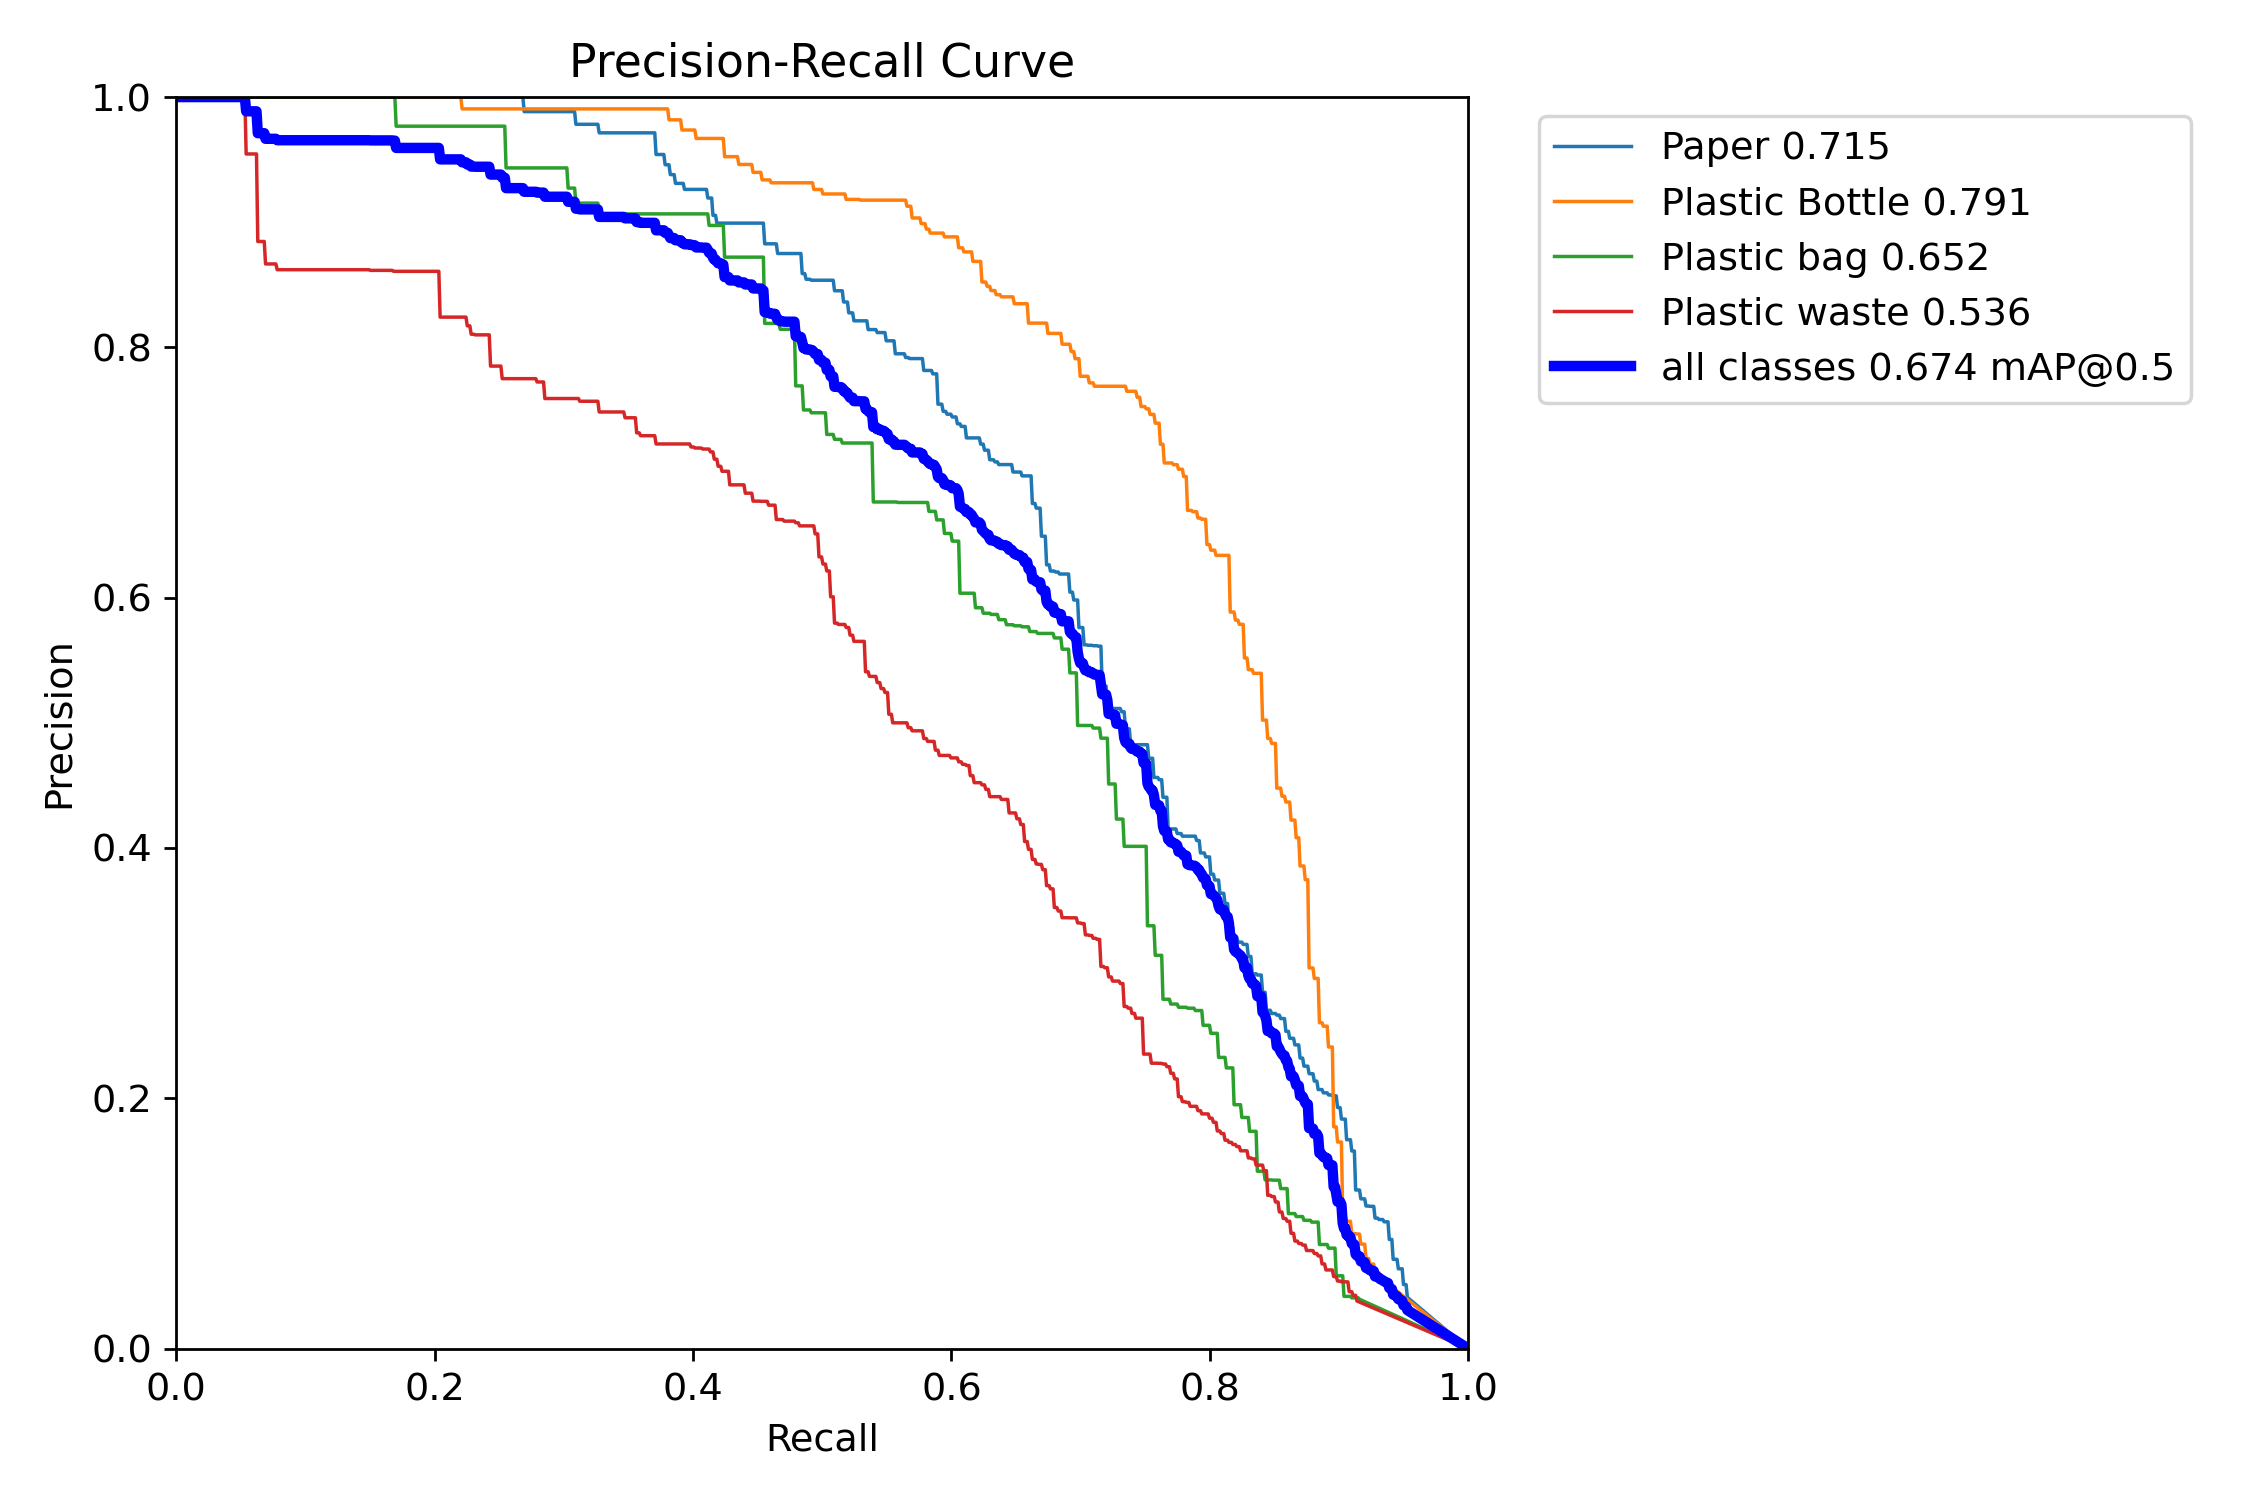 Precision-Recall Curve
1.0
0.8
0.6
0.4
0.2
0.0
Precision
0.0 0.2 0.4 0.6 0.8 1.0
Recall
Paper 0.715
Plastic Bottle 0.791
Plastic bag 0.652
Plastic waste 0.536
all classes 0.674 mAP@0.5